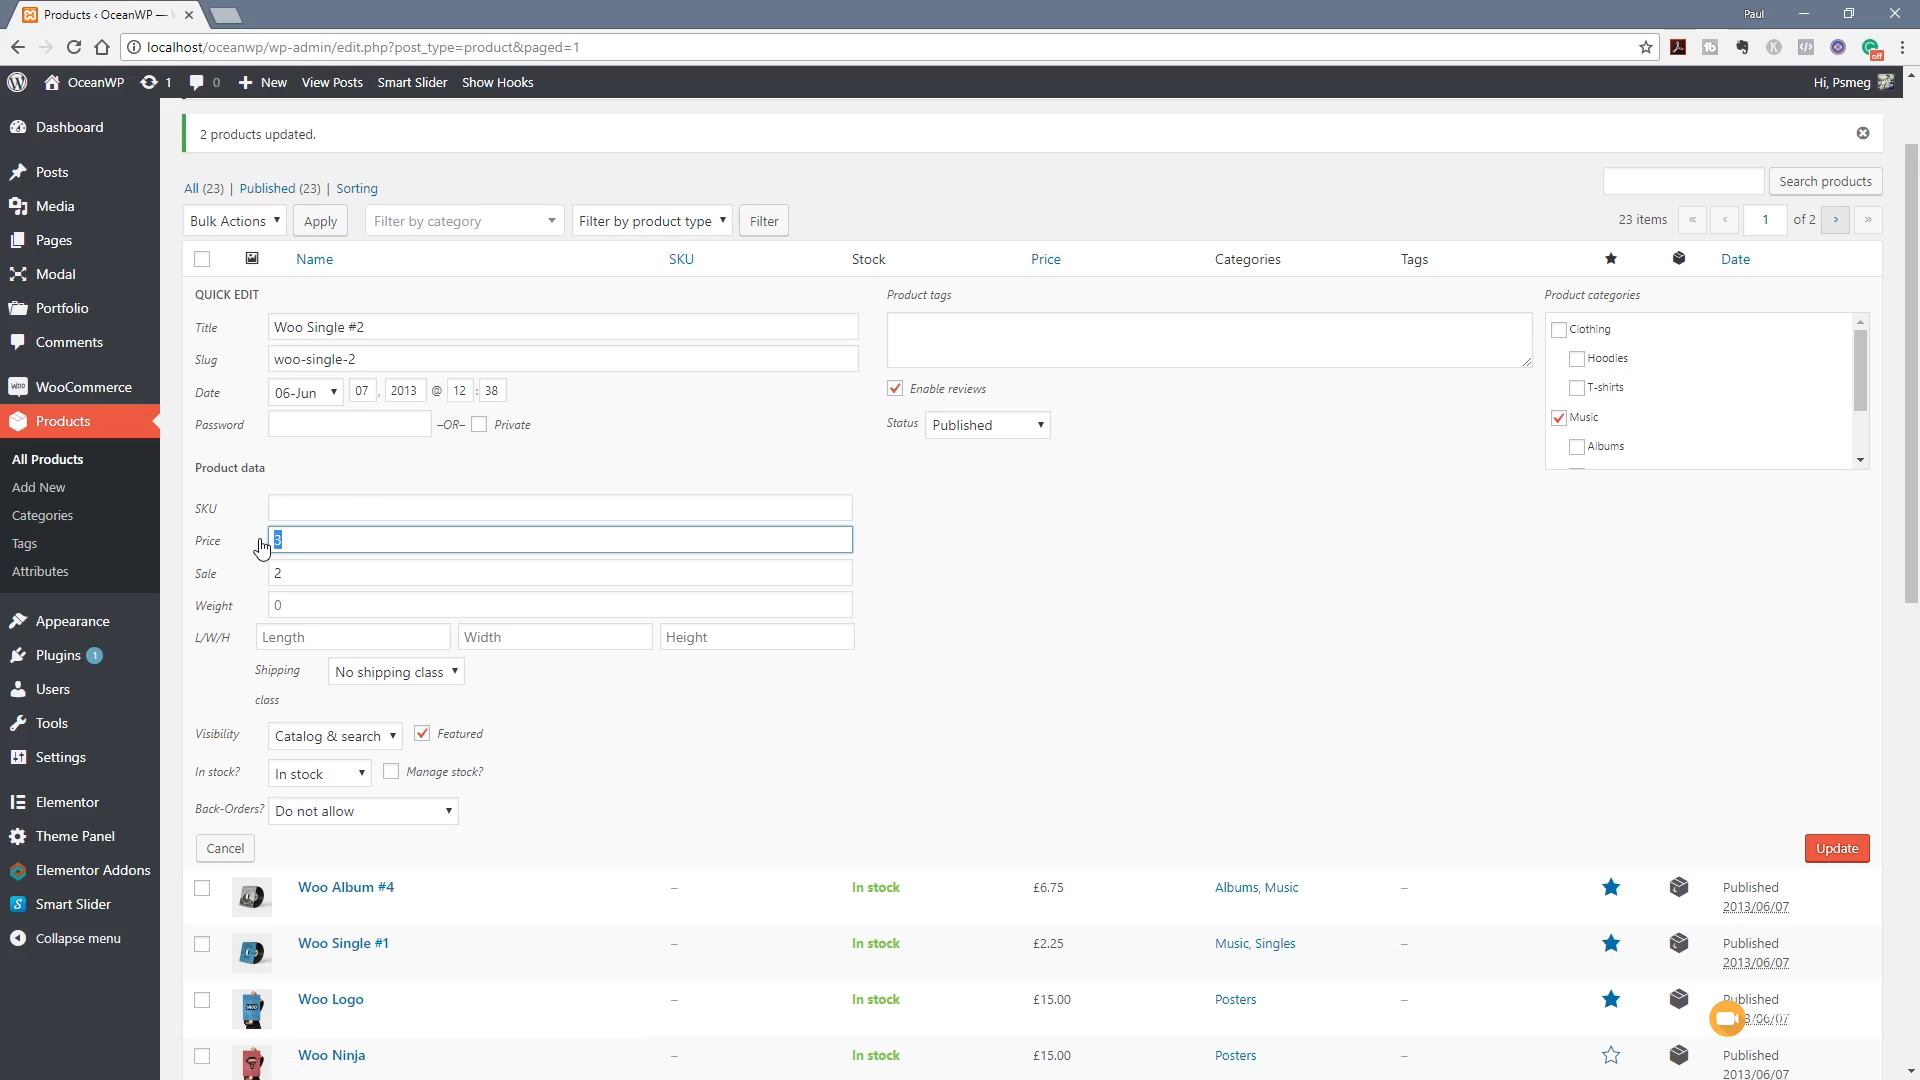 Products ‹ OceanWP —
Paul
localhost/oceanwp/wp-admin/edit.php?post_type=product&paged=1
off
OceanWP 1 0 New View Posts Smart Slider Show Hooks Hi, Psmeg
Dashboard
Posts
Media
Pages
Modal
Portfolio
Comments
WooCommerce
Products
All Products
Add New
Categories
Tags
Attributes
Appearance
Plugins 1
Users
Tools
Settings
Elementor
Theme Panel
Elementor Addons
Smart Slider
Collapse menu
2 products updated.
All (23) | Published (23) | Sorting
Search products
Bulk Actions Apply Filter by category Filter by product type Filter 23 items « ‹ 1 of 2 › »
Name SKU Stock Price Categories Tags Date
QUICK EDIT
Title Woo Single #2
Slug woo-single-2
Date 06-Jun 07 , 2013 @ 12 : 38
Password –OR– Private
Product tags
Enable reviews
Status Published
Product categories
Clothing
Hoodies
T-shirts
Music
Albums
Product data
SKU
Price 3
Sale 2
Weight 0
L/W/H Length Width Height
Shipping class No shipping class
Visibility Catalog & search Featured
In stock? In stock Manage stock?
Back-Orders? Do not allow
Cancel Update
Woo Album #4 – In stock £6.75 Albums, Music – Published
2013/06/07
Woo Single #1 – In stock £2.25 Music, Singles – Published
2013/06/07
Woo Logo – In stock £15.00 Posters – Published
3/06/07
Woo Ninja – In stock £15.00 Posters – Published
2013/06/07